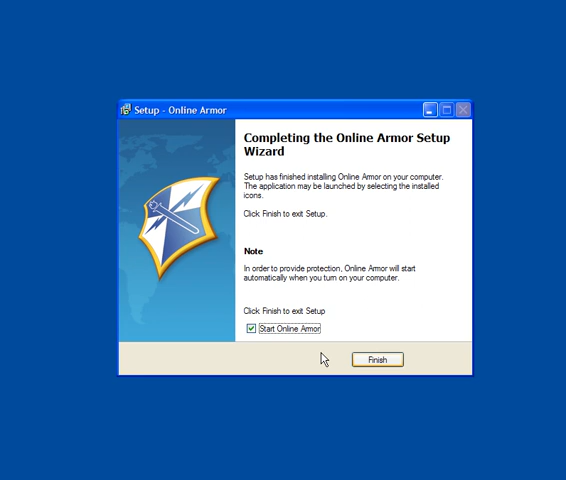 Setup - Online Armor
Completing the Online Armor Setup
Wizard
Setup has finished installing Online Armor on your computer.
The application may be launched by selecting the installed
icons.
Click Finish to exit Setup.
Note
In order to provide protection, Online Armor will start
automatically when you turn on your computer.
Click Finish to exit Setup
Start Online Armor
Finish